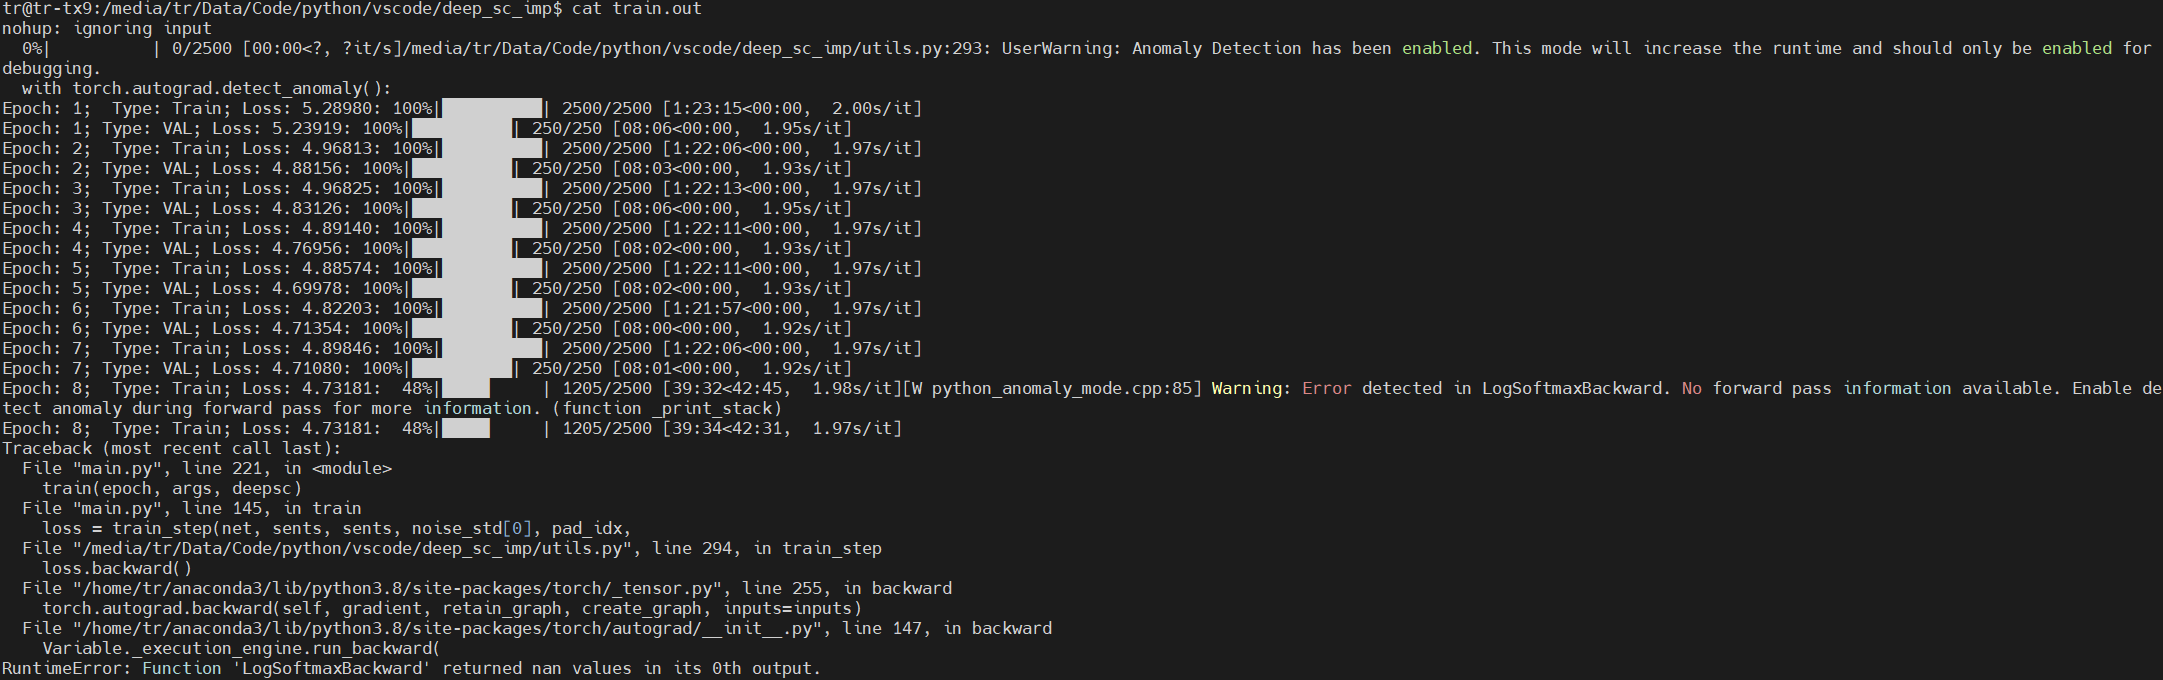 tr@tr-tx9:/media/tr/Data/Code/python/vscode/deep_sc_imp$ cat train.out
nohup: ignoring input
  0%|          | 0/2500 [00:00<?, ?it/s]/media/tr/Data/Code/python/vscode/deep_sc_imp/utils.py:293: UserWarning: Anomaly Detection has been enabled. This mode will increase the runtime and should only be enabled for
debugging.
  with torch.autograd.detect_anomaly():
Epoch: 1;  Type: Train; Loss: 5.28980: 100%|██████████| 2500/2500 [1:23:15<00:00,  2.00s/it]
Epoch: 1; Type: VAL; Loss: 5.23919: 100%|██████████| 250/250 [08:06<00:00,  1.95s/it]
Epoch: 2;  Type: Train; Loss: 4.96813: 100%|██████████| 2500/2500 [1:22:06<00:00,  1.97s/it]
Epoch: 2; Type: VAL; Loss: 4.88156: 100%|██████████| 250/250 [08:03<00:00,  1.93s/it]
Epoch: 3;  Type: Train; Loss: 4.96825: 100%|██████████| 2500/2500 [1:22:13<00:00,  1.97s/it]
Epoch: 3; Type: VAL; Loss: 4.83126: 100%|██████████| 250/250 [08:06<00:00,  1.95s/it]
Epoch: 4;  Type: Train; Loss: 4.89140: 100%|██████████| 2500/2500 [1:22:11<00:00,  1.97s/it]
Epoch: 4; Type: VAL; Loss: 4.76956: 100%|██████████| 250/250 [08:02<00:00,  1.93s/it]
Epoch: 5;  Type: Train; Loss: 4.88574: 100%|██████████| 2500/2500 [1:22:11<00:00,  1.97s/it]
Epoch: 5; Type: VAL; Loss: 4.69978: 100%|██████████| 250/250 [08:02<00:00,  1.93s/it]
Epoch: 6;  Type: Train; Loss: 4.82203: 100%|██████████| 2500/2500 [1:21:57<00:00,  1.97s/it]
Epoch: 6; Type: VAL; Loss: 4.71354: 100%|██████████| 250/250 [08:00<00:00,  1.92s/it]
Epoch: 7;  Type: Train; Loss: 4.89846: 100%|██████████| 2500/2500 [1:22:06<00:00,  1.97s/it]
Epoch: 7; Type: VAL; Loss: 4.71080: 100%|██████████| 250/250 [08:01<00:00,  1.92s/it]
Epoch: 8;  Type: Train; Loss: 4.73181:  48%|████▊     | 1205/2500 [39:32<42:45,  1.98s/it][W python_anomaly_mode.cpp:85] Warning: Error detected in LogSoftmaxBackward. No forward pass information available. Enable de
tect anomaly during forward pass for more information. (function _print_stack)
Epoch: 8;  Type: Train; Loss: 4.73181:  48%|████▊     | 1205/2500 [39:34<42:31,  1.97s/it]
Traceback (most recent call last):
  File "main.py", line 221, in <module>
    train(epoch, args, deepsc)
  File "main.py", line 145, in train
    loss = train_step(net, sents, sents, noise_std[0], pad_idx,
  File "/media/tr/Data/Code/python/vscode/deep_sc_imp/utils.py", line 294, in train_step
    loss.backward()
  File "/home/tr/anaconda3/lib/python3.8/site-packages/torch/_tensor.py", line 255, in backward
    torch.autograd.backward(self, gradient, retain_graph, create_graph, inputs=inputs)
  File "/home/tr/anaconda3/lib/python3.8/site-packages/torch/autograd/__init__.py", line 147, in backward
    Variable._execution_engine.run_backward(
RuntimeError: Function 'LogSoftmaxBackward' returned nan values in its 0th output.